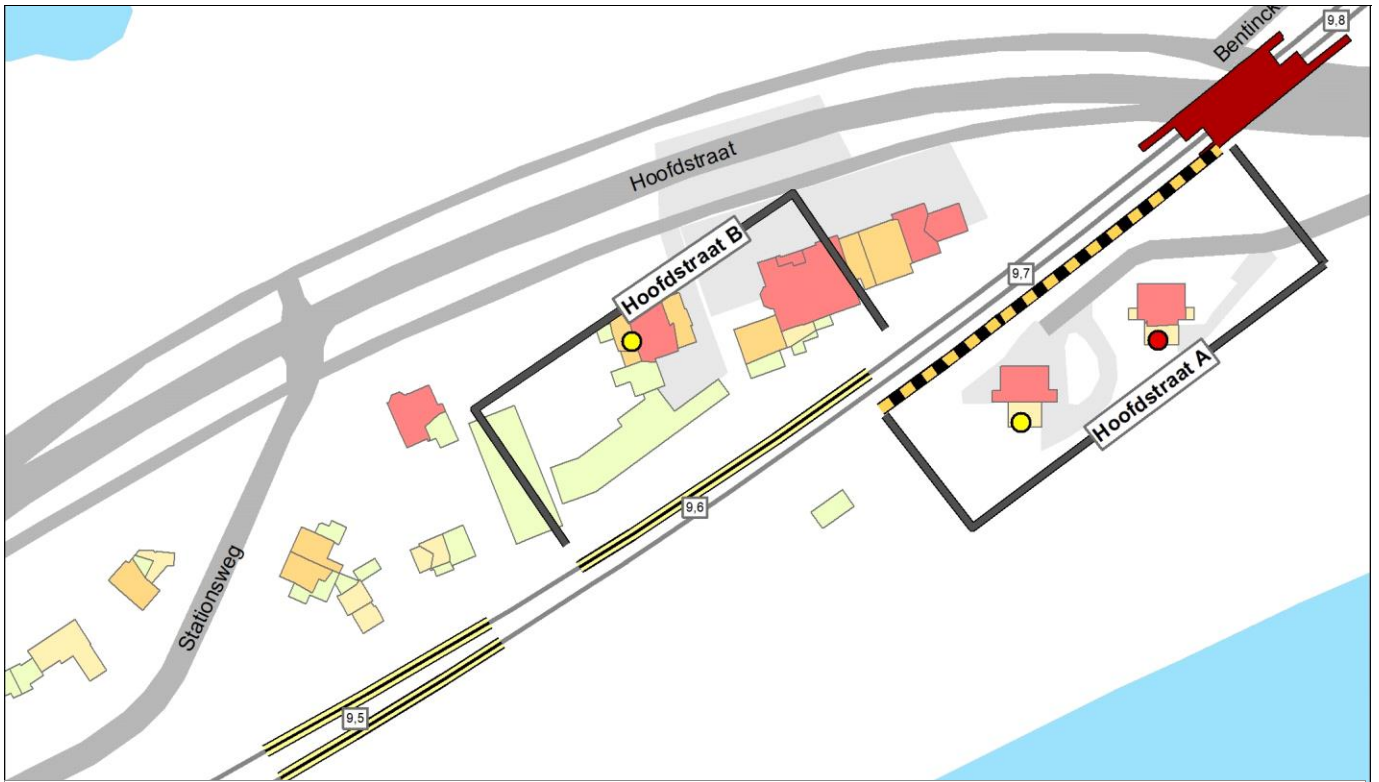 Bentinck
9,8
Hoofdstraat
Hoofdstraat B
9,7
Hoofdstraat A
9,6
Stationsweg
9,5